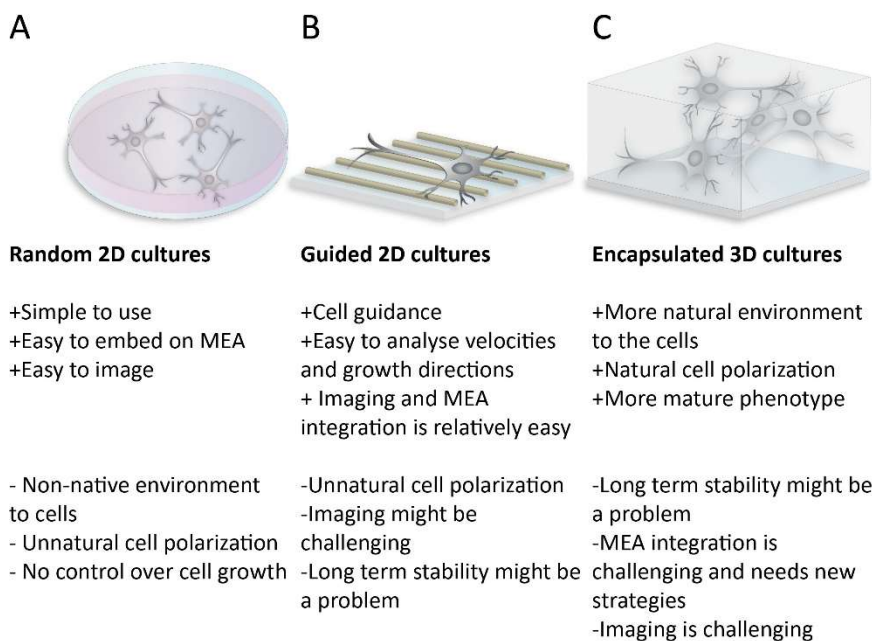 A
B
C
Random 2D cultures
+Simple to use
+Easy to embed on MEA
+Easy to image
- Non-native environment
to cells
- Unnatural cell polarization
- No control over cell growth
Guided 2D cultures
+Cell guidance
+Easy to analyse velocities
and growth directions
+ Imaging and MEA
integration is relatively easy
-Unnatural cell polarization
-Imaging might be
challenging
-Long term stability might be
a problem
Encapsulated 3D cultures
+More natural environment
to the cells
+Natural cell polarization
+More mature phenotype
-Long term stability might be
a problem
-MEA integration is
challenging and needs new
strategies
-Imaging is challenging